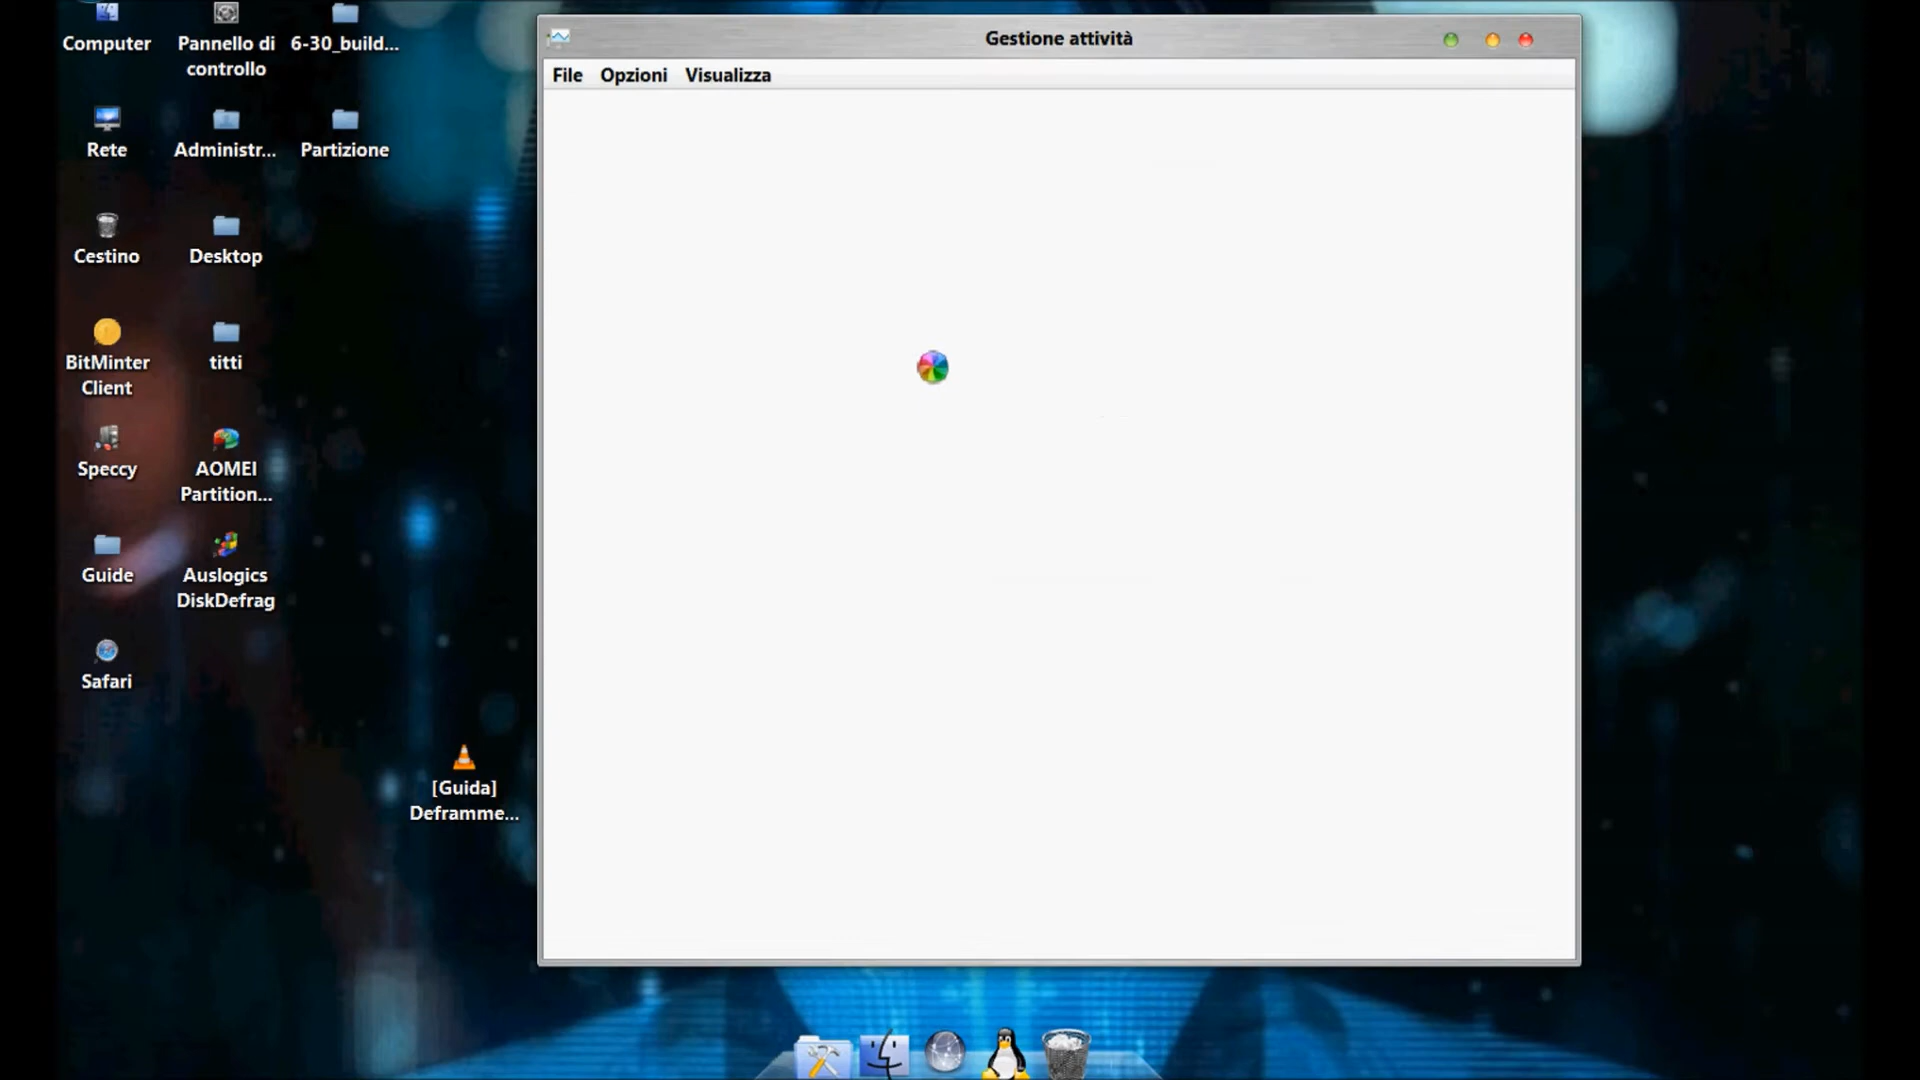 Gestione attività
File Opzioni Visualizza
Computer
Pannello di
controllo
6-30_build...
Rete
Administr...
Partizione
Cestino
Desktop
BitMinter
Client
titti
Speccy
AOMEI
Partition...
Guide
Auslogics
DiskDefrag
Safari
[Guida]
Deframme...